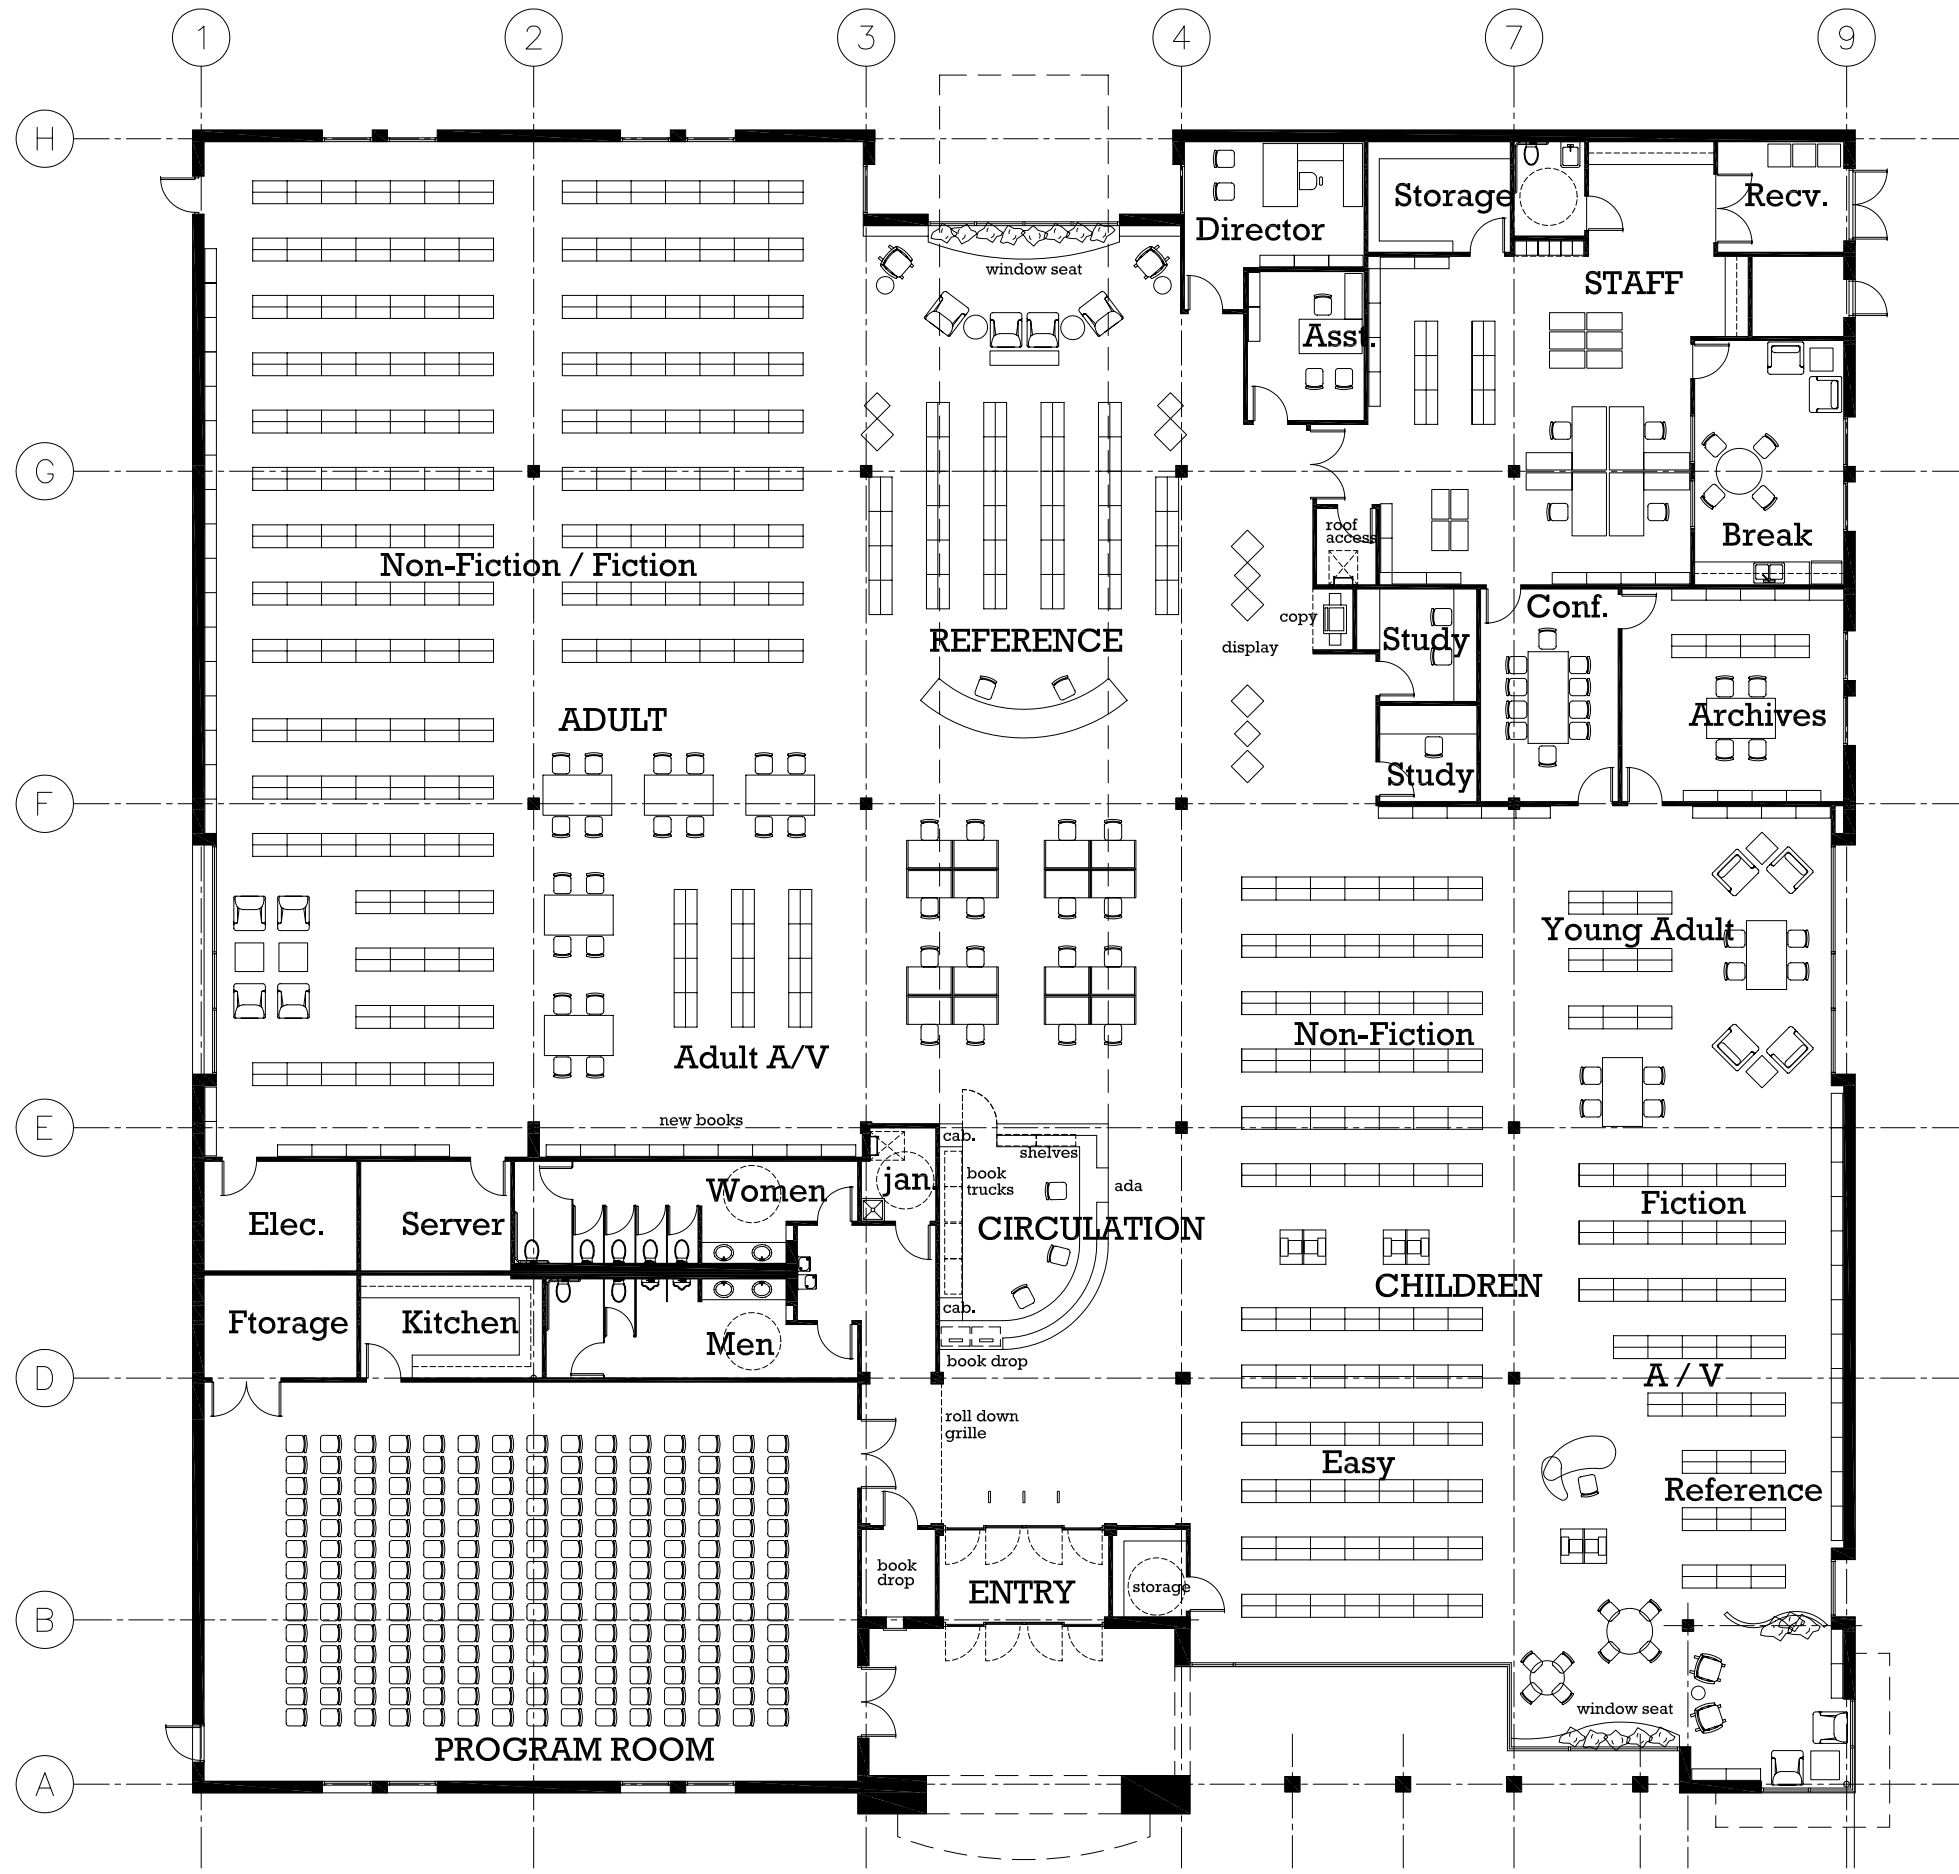 1
2
3
4
7
9
H
Storage
Recv.
Director
window seat
STAFF
Asst.
G
roof
access
Break
Non-Fiction / Fiction
Conf.
copy
REFERENCE
Study
display
ADULT
Archives
Study
F
Young Adult
Non-Fiction
Adult A/V
new books
E
cab.
shelves
book
trucks
jan.
Women
ada
Fiction
Elec.
Server
CIRCULATION
CHILDREN
cab.
Ftorage
Kitchen
Men
book drop
D
A / V
roll down
grille
Easy
Reference
book
drop
ENTRY
storage
B
window seat
PROGRAM ROOM
A